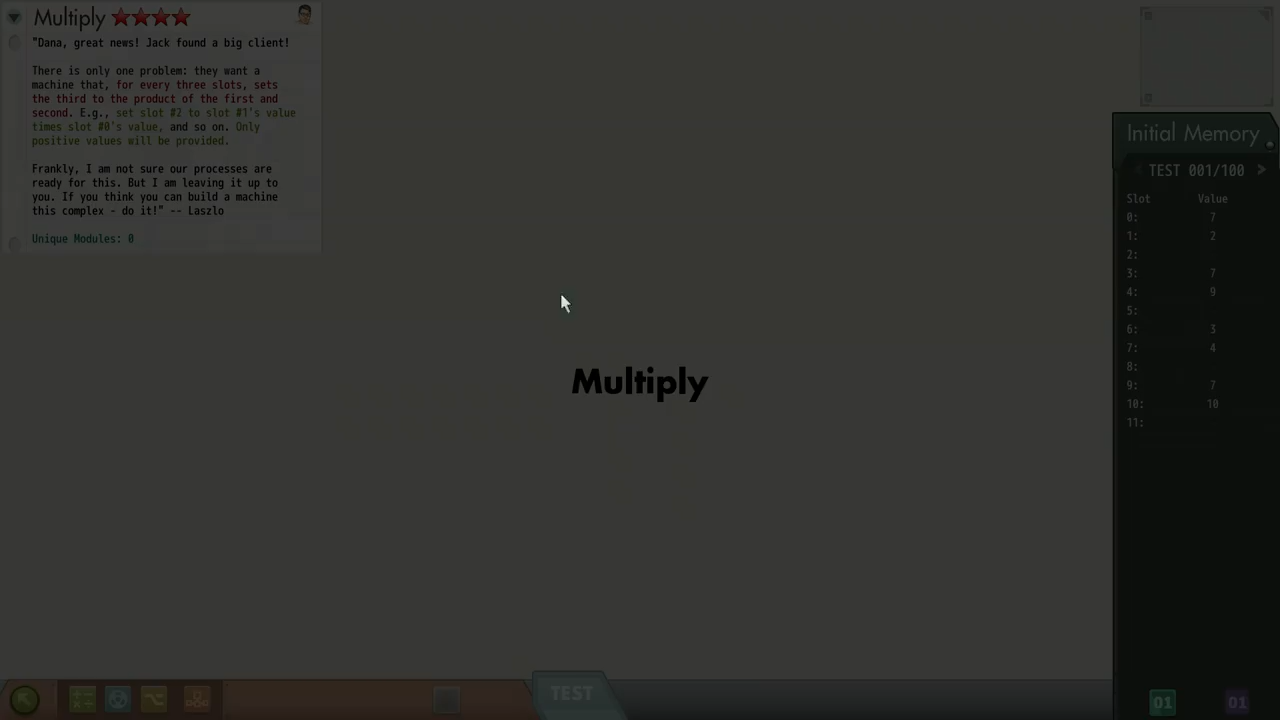 Multiply
"Dana, great news! Jack found a big client!
There is only one problem: they want a
machine that, for every three slots, sets
the third to the product of the first and
second. E.g., set slot #2 to slot #1's value
times slot #0's value, and so on. Only
positive values will be provided.
Frankly, I am not sure our processes are
ready for this. But I am leaving it up to
you. If you think you can build a machine
this complex - do it!" -- Laszlo
Unique Modules: 0
Multiply
TEST
Initial Memory
< TEST 001/100 >
Slot Value
0: 7
1: 2
2:
3: 7
4: 9
5:
6: 3
7: 4
8:
9: 7
10: 10
11:
01 01